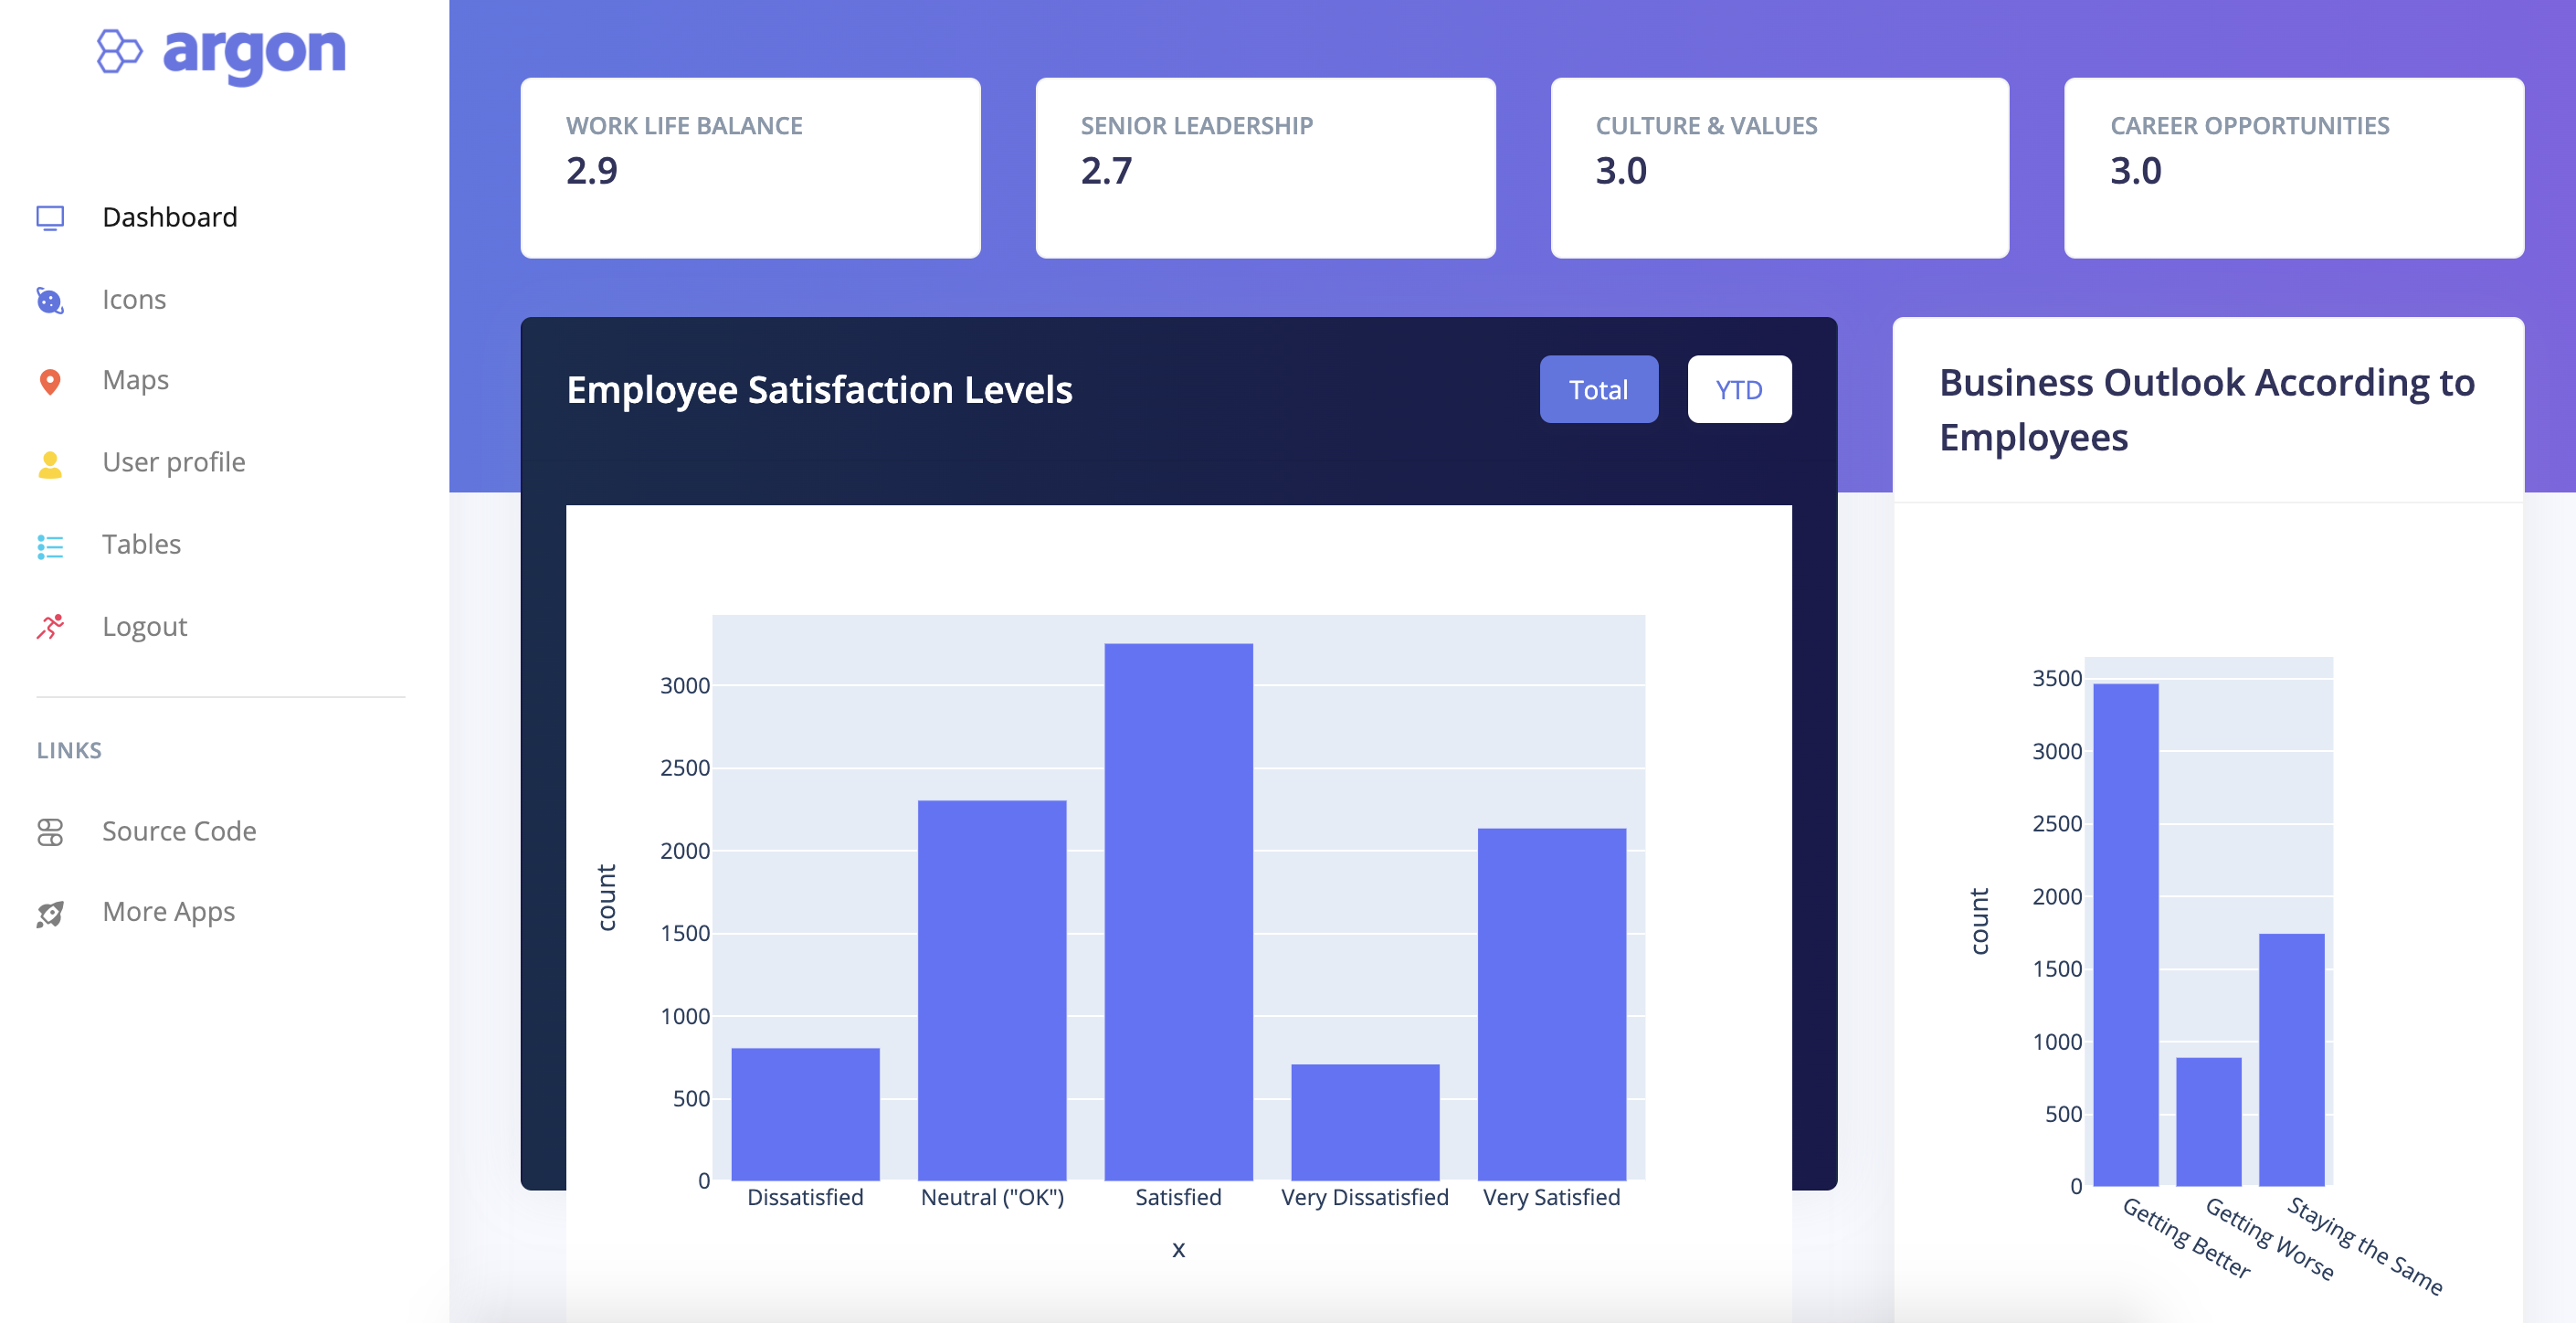 argon
Dashboard
Icons
Maps
User profile
Tables
Logout
LINKS
Source Code
More Apps
WORK LIFE BALANCE
2.9
SENIOR LEADERSHIP
2.7
CULTURE & VALUES
3.0
CAREER OPPORTUNITIES
3.0
Employee Satisfaction Levels
Total
YTD
3000
2500
2000
1500
1000
500
0
count
Dissatisfied
Neutral ("OK")
Satisfied
Very Dissatisfied
Very Satisfied
x
Business Outlook According to
Employees
3500
3000
2500
2000
1500
1000
500
0
count
Getting Better
Getting Worse
Staying the Same